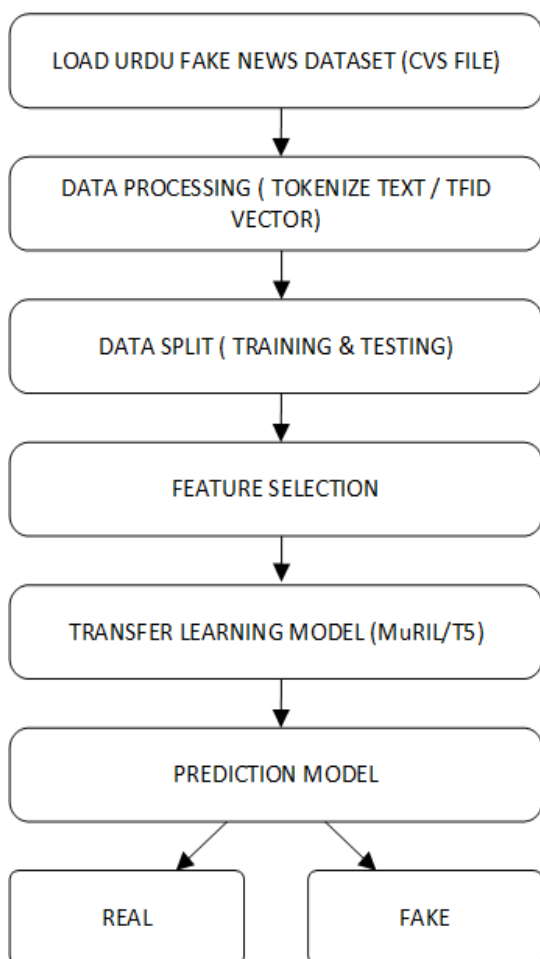 LOAD URDU FAKE NEWS DATASET (CVS FILE)
DATA PROCESSING ( TOKENIZE TEXT / TFID
VECTOR)
DATA SPLIT ( TRAINING & TESTING)
FEATURE SELECTION
TRANSFER LEARNING MODEL (MuRIL/T5)
PREDICTION MODEL
REAL
FAKE